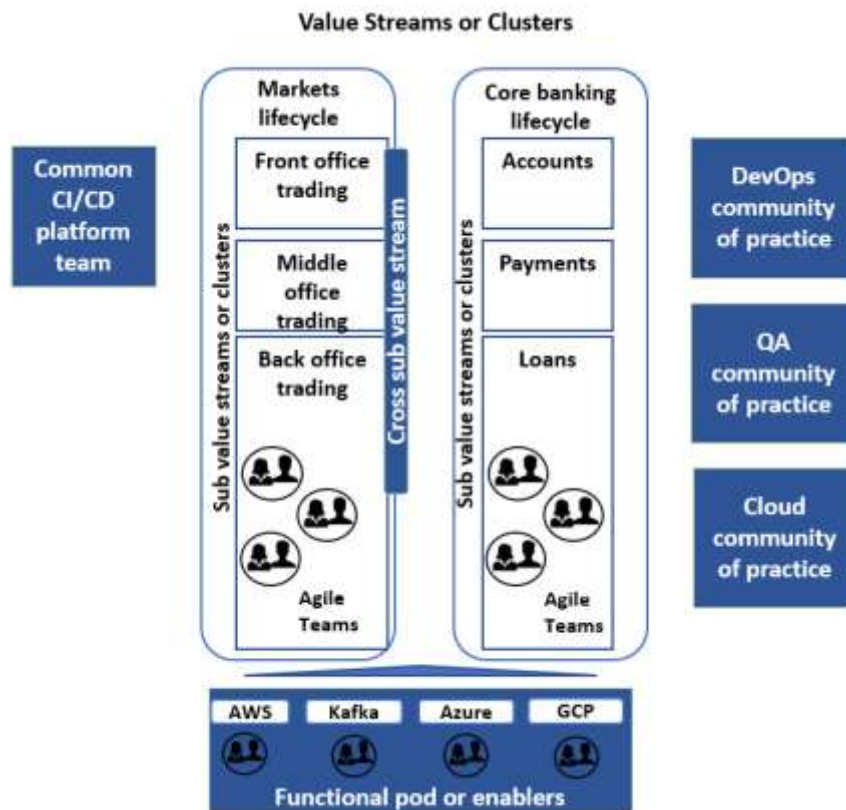 Value Streams or Clusters
Common
CI/CD
platform
team
Markets
lifecycle
Sub value streams or clusters
Front office
trading
Middle
office
trading
Back office
trading
Agile
Teams
Cross sub value stream
Core banking
lifecycle
Sub value streams or clusters
Accounts
Payments
Loans
Agile
Teams
DevOps
community
of practice
QA
community
of practice
Cloud
community
of practice
AWS
Kafka
Azure
GCP
Functional pod or enablers